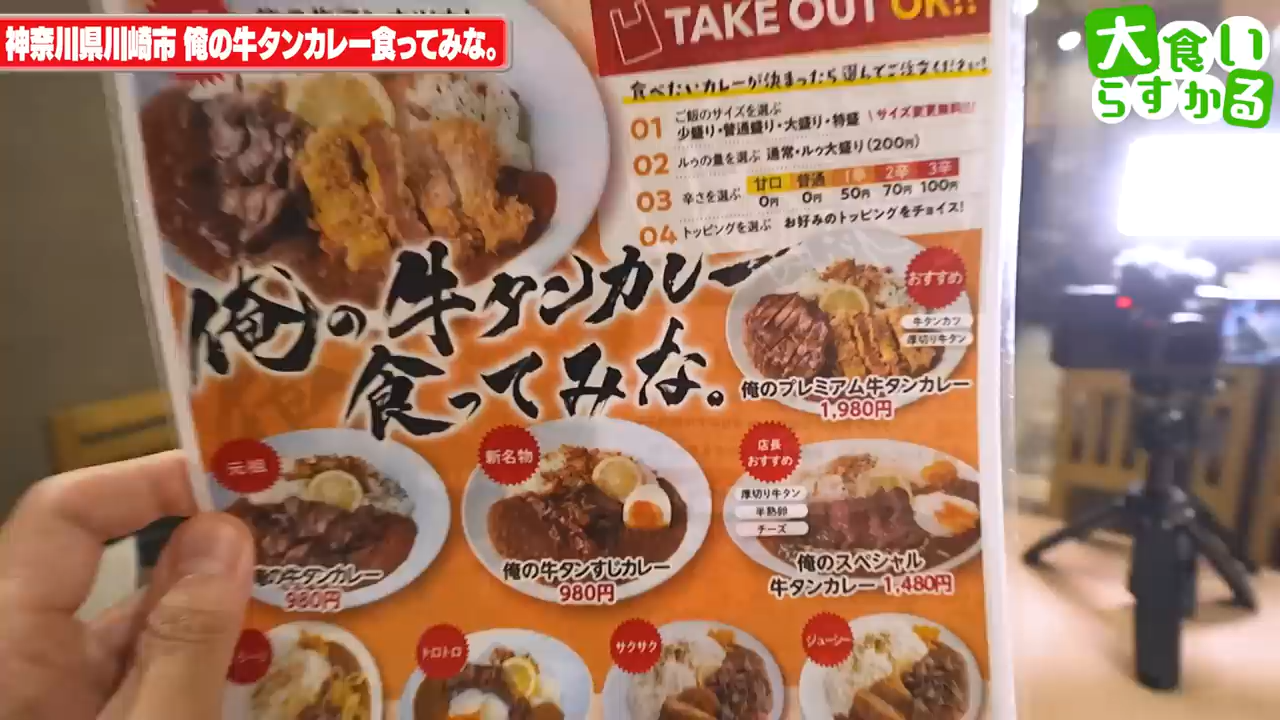 神奈川県川崎市 俺の牛タンカレー食ってみな。
大食い
らすかる
TAKE OUT OK!!
食べたいカレーが決まったら選んでご注文ください!
01 ご飯のサイズを選ぶ
少盛り・普通盛り・大盛り・特盛 \ サイズ変更無料!!
02 ルゥの量を選ぶ 通常・ルゥ大盛り(200円)
03 辛さを選ぶ 甘口 普通 1辛 2辛 3辛
0円 0円 50円 70円 100円
04 トッピングを選ぶ お好みのトッピングをチョイス!
俺の牛タンカレー
食ってみな。
おすすめ
牛タンカツ
厚切り牛タン
俺のプレミアム牛タンカレー
1,980円
元祖
俺の牛タンカレー
980円
新名物
俺の牛タンすじカレー
980円
店長
おすすめ
厚切り牛タン
半熟卵
チーズ
俺のスペシャル
牛タンカレー 1,480円
トロトロ
サクサク
ジューシー